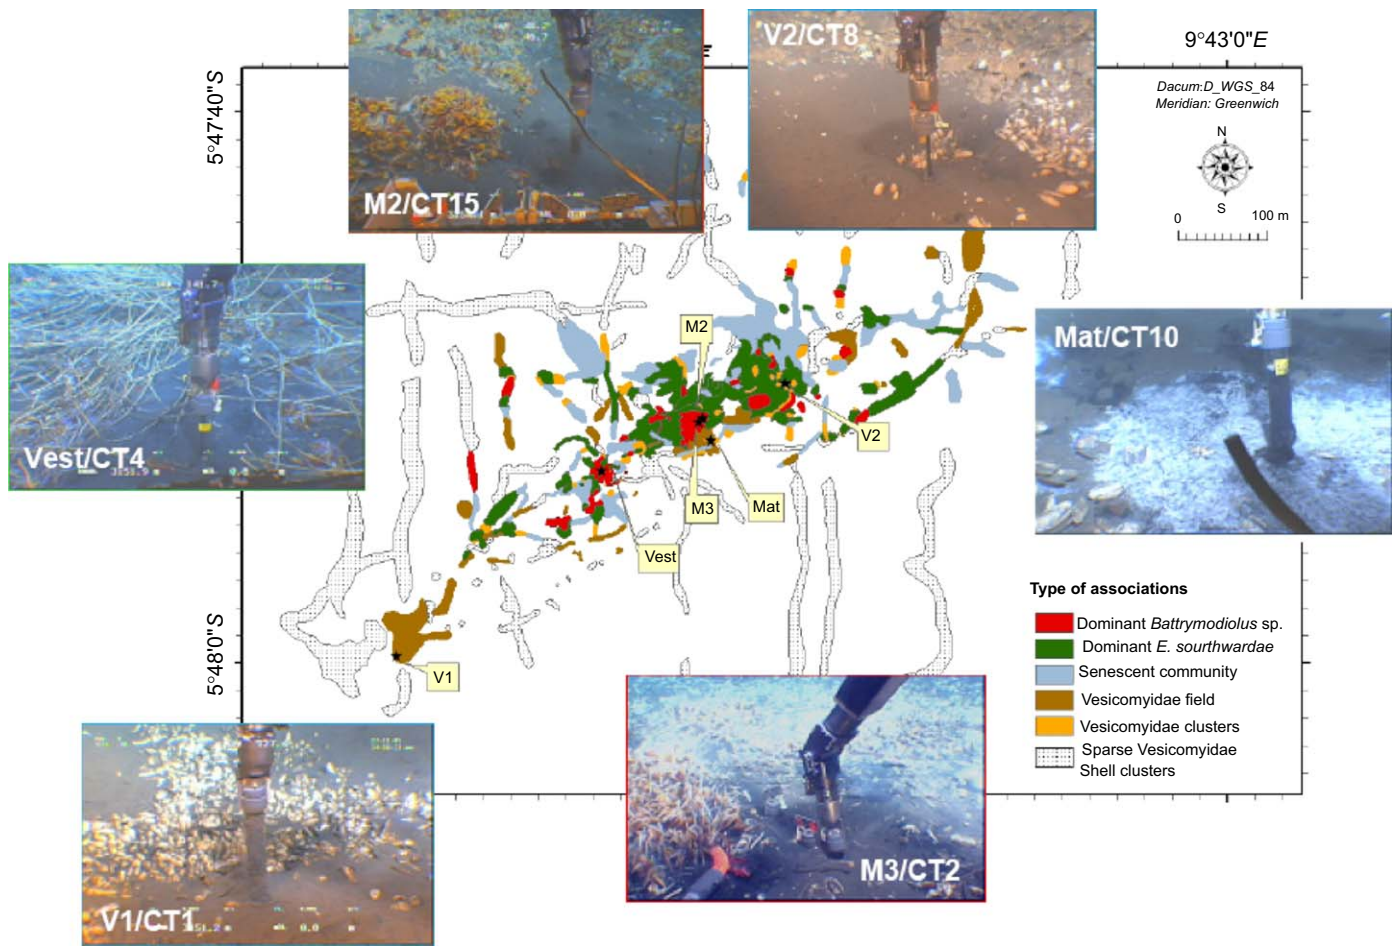 V2/CT8
E
9°43'0"E
Dacum:D_WGS_84
Meridian: Greenwich
N
S
0 100 m
5°47'40"S
M2/CT15
Vest/CT4
M2
Mat/CT10
V2
M3
Mat
Vest
V1
5°48'0"S
Type of associations
Dominant Battrymodiolus sp.
Dominant E. sourthwardae
Senescent community
Vesicomyidae field
Vesicomyidae clusters
Sparse Vesicomyidae
Shell clusters
V1/CT1
M3/CT2